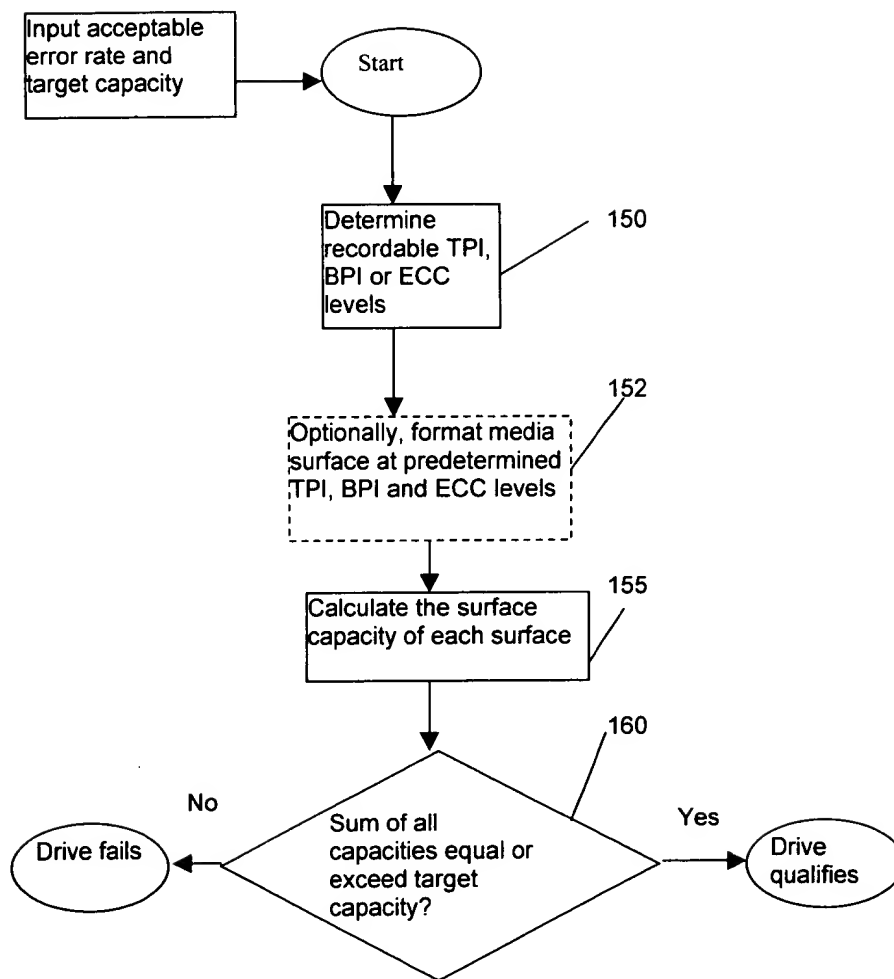 Input acceptable
error rate and
target capacity
Start
Determine
recordable TPI,
BPI or ECC
levels
150
Optionally, format media
surface at predetermined
TPI, BPI and ECC levels
152
Calculate the surface
capacity of each surface
155
160
Sum of all
capacities equal or
exceed target
capacity?
No
Yes
Drive fails
Drive
qualifies